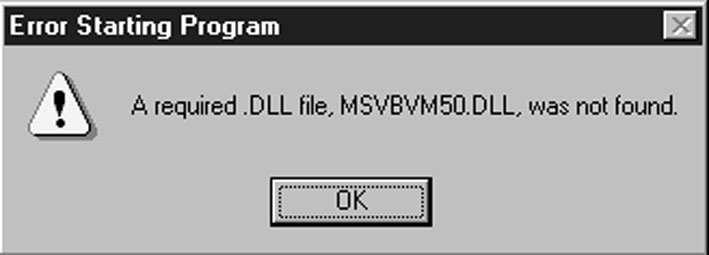 Error Starting Program
A required .DLL file, MSVBVM50.DLL, was not found.
OK